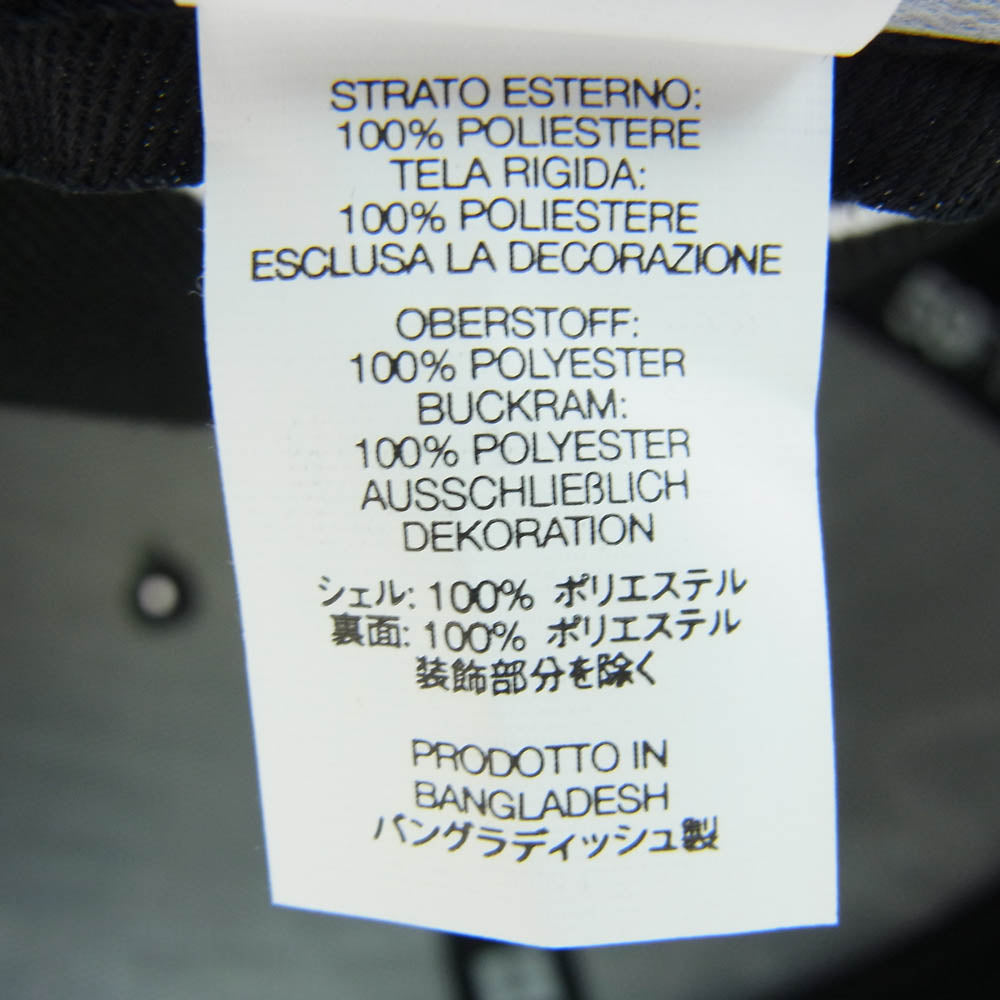 STRATO ESTERNO:
100% POLIESTERE
TELA RIGIDA:
100% POLIESTERE
ESCLUSA LA DECORAZIONE
OBERSTOFF:
100% POLYESTER
BUCKRAM:
100% POLYESTER
AUSSCHLIEßLICH
DEKORATION
シェル: 100% ポリエステル
裏面: 100% ポリエステル
装飾部分を除く
PRODOTTO IN
BANGLADESH
バングラディッシュ製